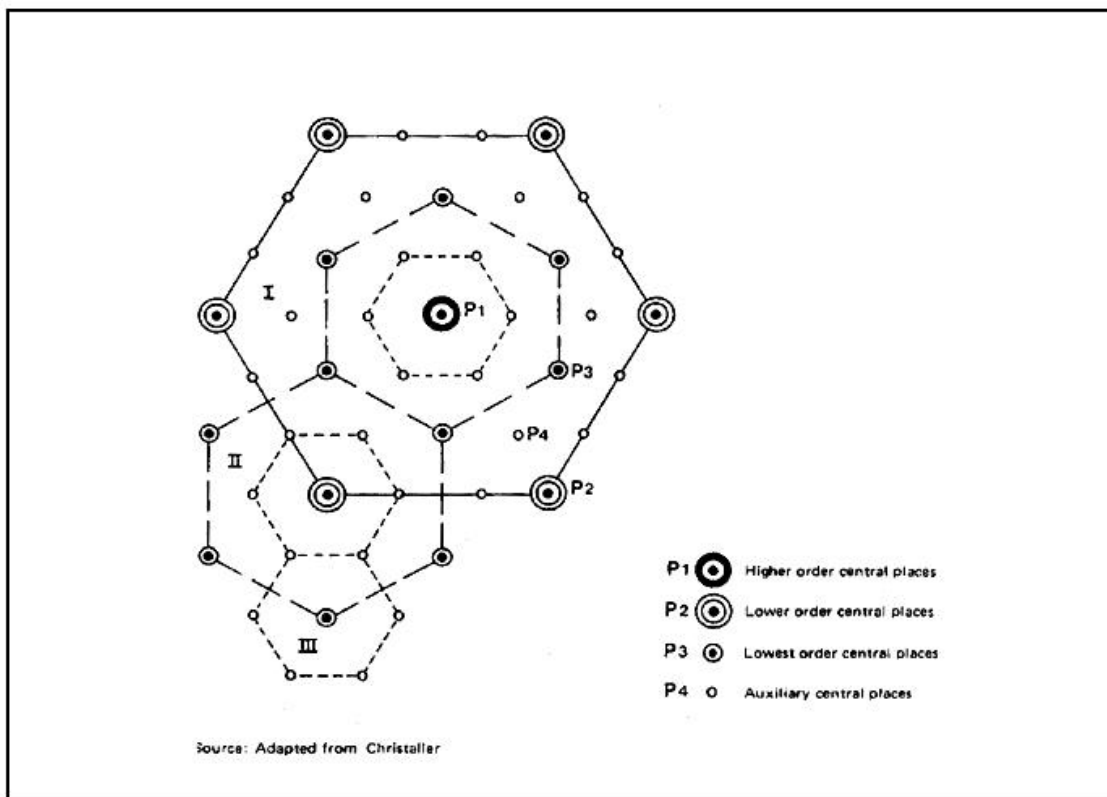 I
P1
P3
P4
II
P2
P1 Higher order central places
P2 Lower order central places
P3 Lowest order central places
P4 Auxiliary central places
III
Source: Adapted from Christaller